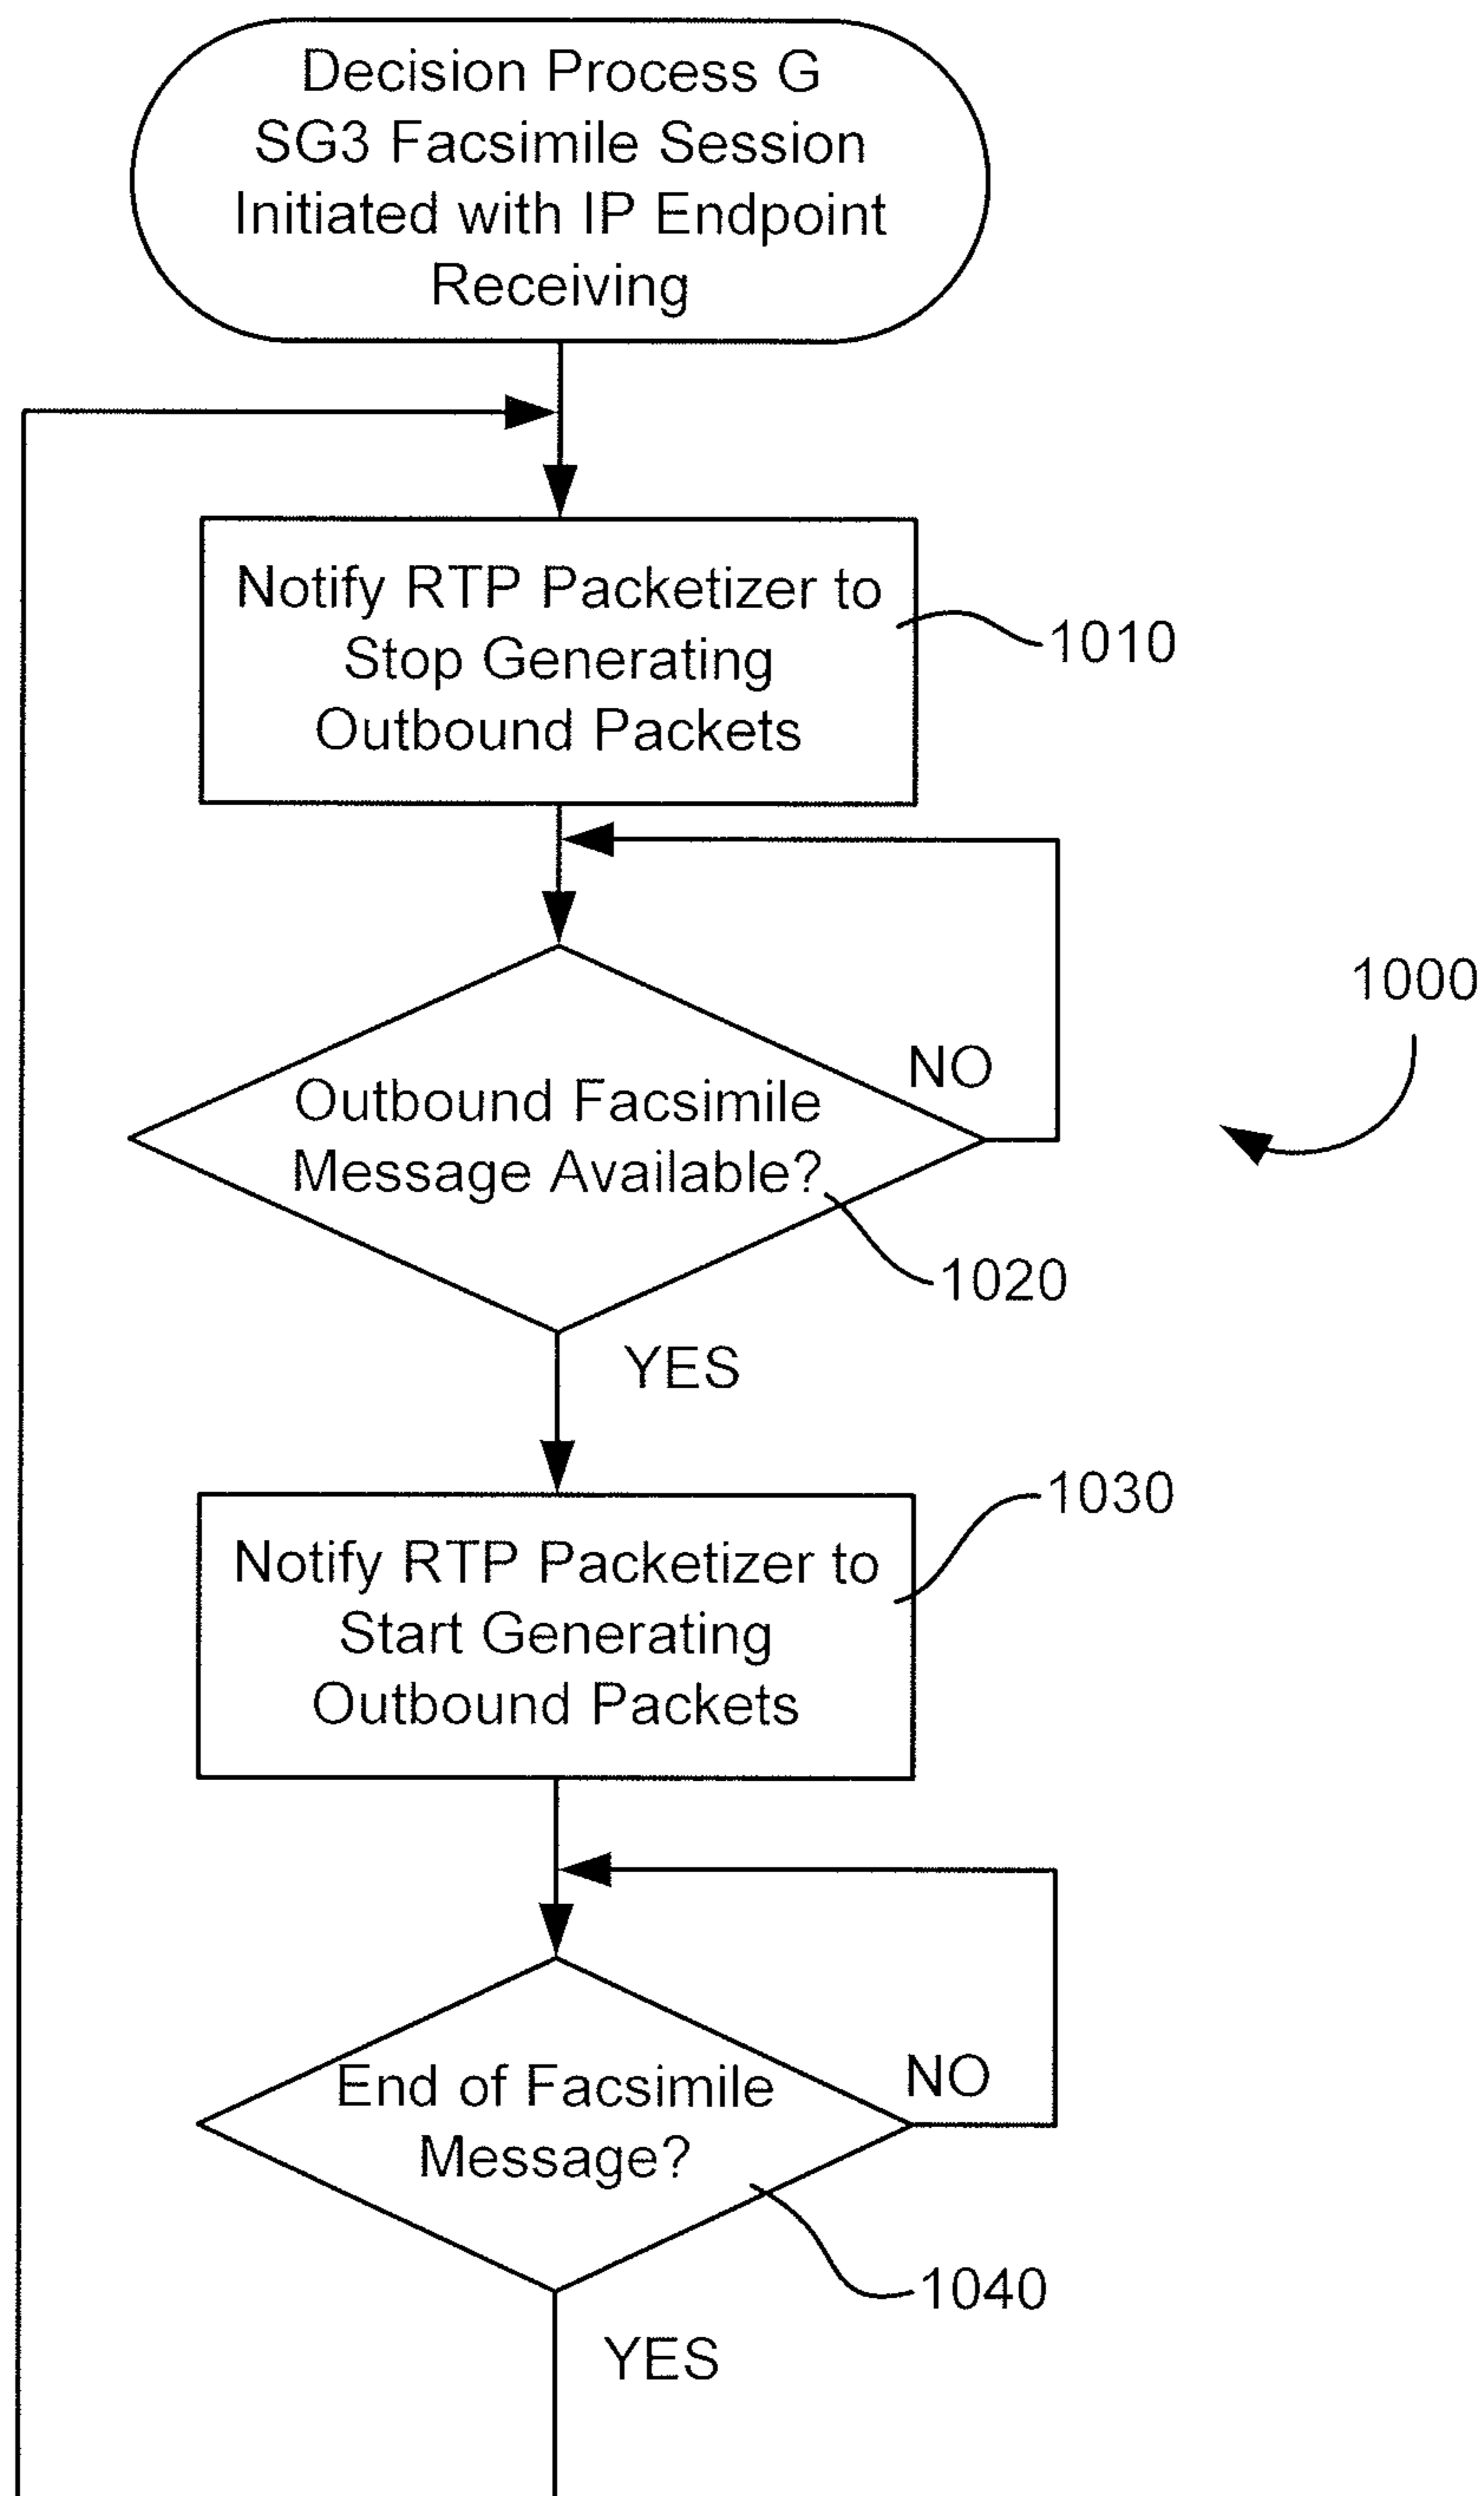 Decision Process G
SG3 Facsimile Session
Initiated with IP Endpoint
Receiving
Notify RTP Packetizer to
Stop Generating
Outbound Packets
1010
1000
NO
Outbound Facsimile
Message Available?
1020
YES
1030
Notify RTP Packetizer to
Start Generating
Outbound Packets
NO
End of Facsimile
Message?
1040
YES